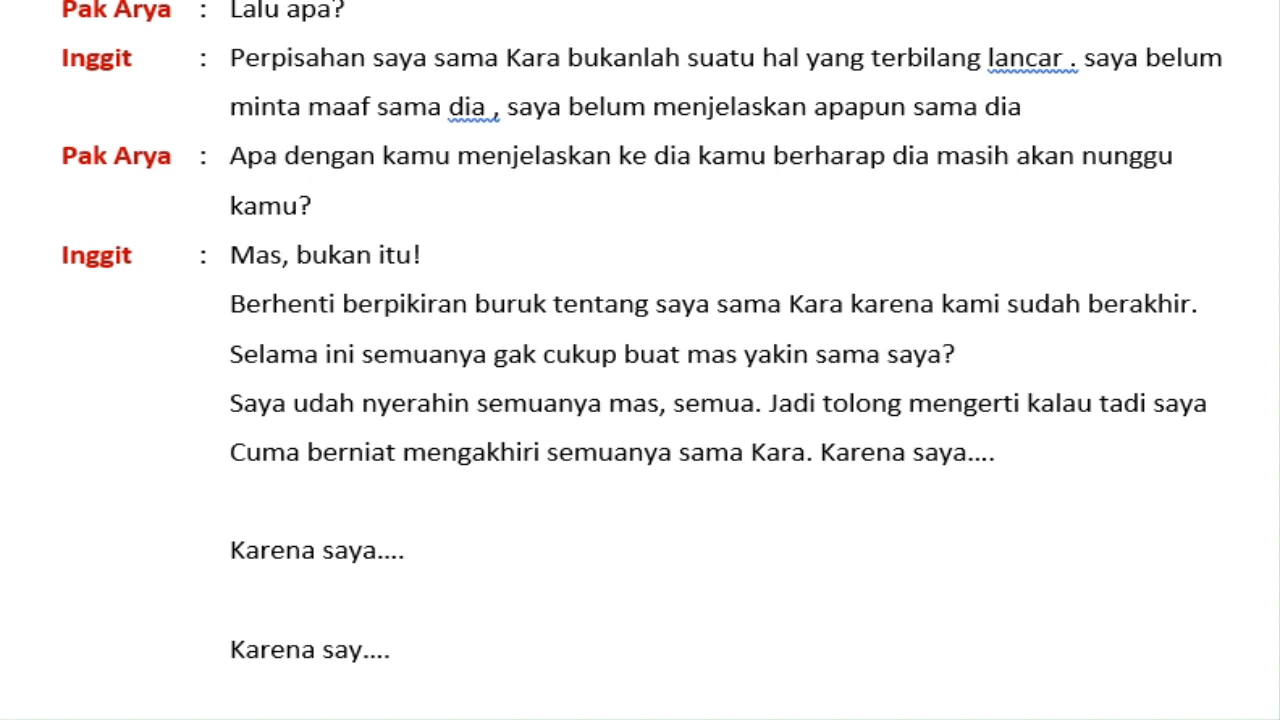 Pak Arya : Lalu apa?
Inggit : Perpisahan saya sama Kara bukanlah suatu hal yang terbilang lancar . saya belum
minta maaf sama dia , saya belum menjelaskan apapun sama dia
Pak Arya : Apa dengan kamu menjelaskan ke dia kamu berharap dia masih akan nunggu
kamu?
Inggit : Mas, bukan itu!
Berhenti berpikiran buruk tentang saya sama Kara karena kami sudah berakhir.
Selama ini semuanya gak cukup buat mas yakin sama saya?
Saya udah nyerahin semuanya mas, semua. Jadi tolong mengerti kalau tadi saya
Cuma berniat mengakhiri semuanya sama Kara. Karena saya....
Karena saya....
Karena say....